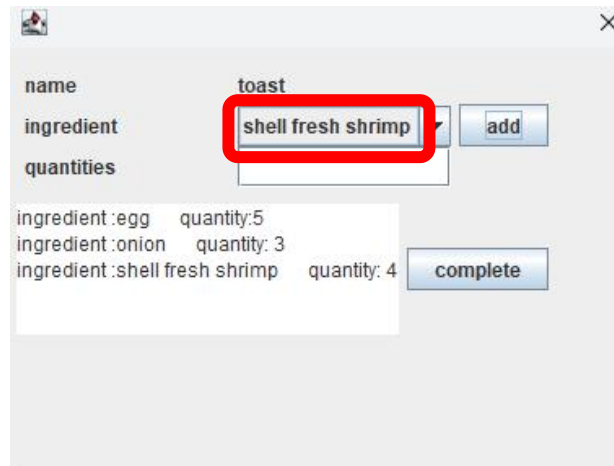 name toast
ingredient shell fresh shrimp add
quantities
ingredient :egg quantity:5
ingredient :onion quantity: 3
ingredient :shell fresh shrimp quantity: 4
complete